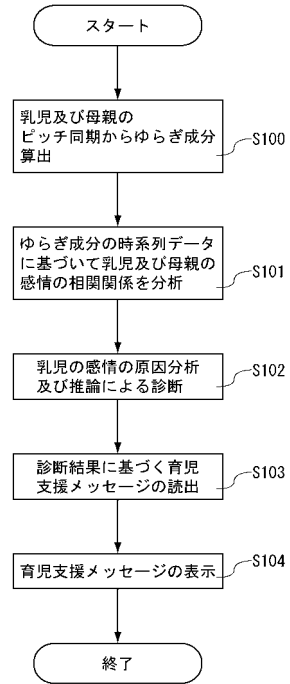 スタート
乳児及び母親の
ピッチ同期からゆらぎ成分
算出
S100
ゆらぎ成分の時系列データ
に基づいて乳児及び母親の
感情の相関関係を分析
S101
乳児の感情の原因分析
及び推論による診断
S102
診断結果に基づく育児
支援メッセージの読出
S103
育児支援メッセージの表示
S104
終了